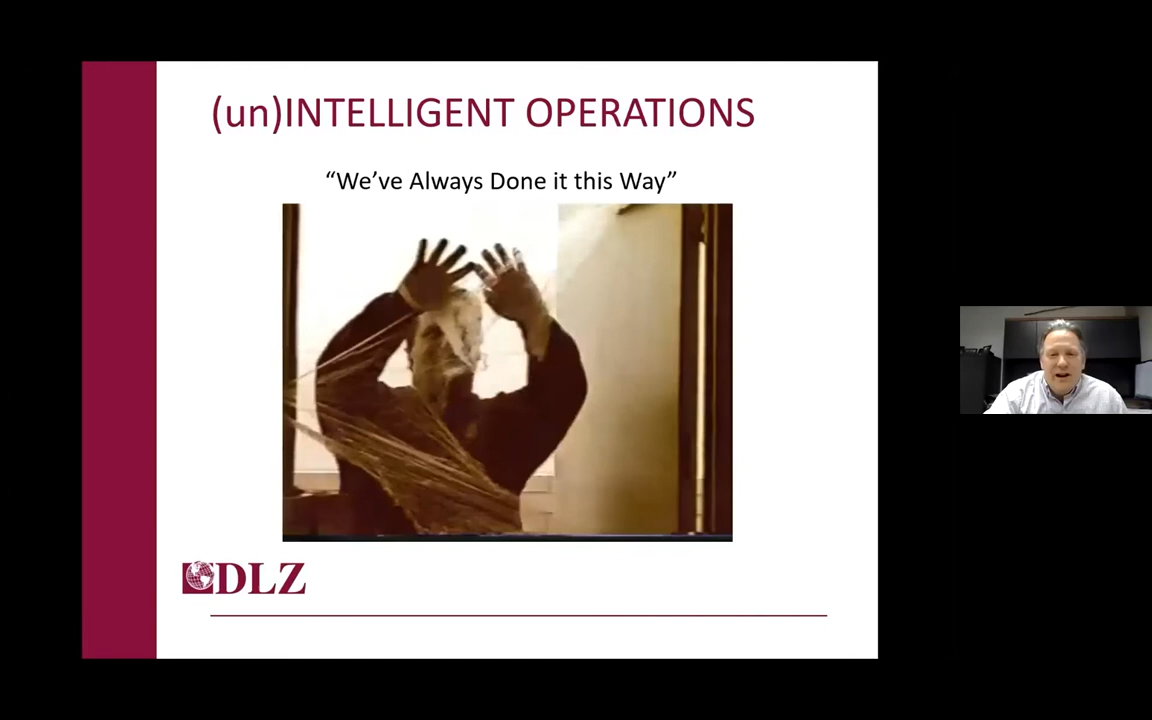 (un)INTELLIGENT OPERATIONS
“We’ve Always Done it this Way”
DLZ